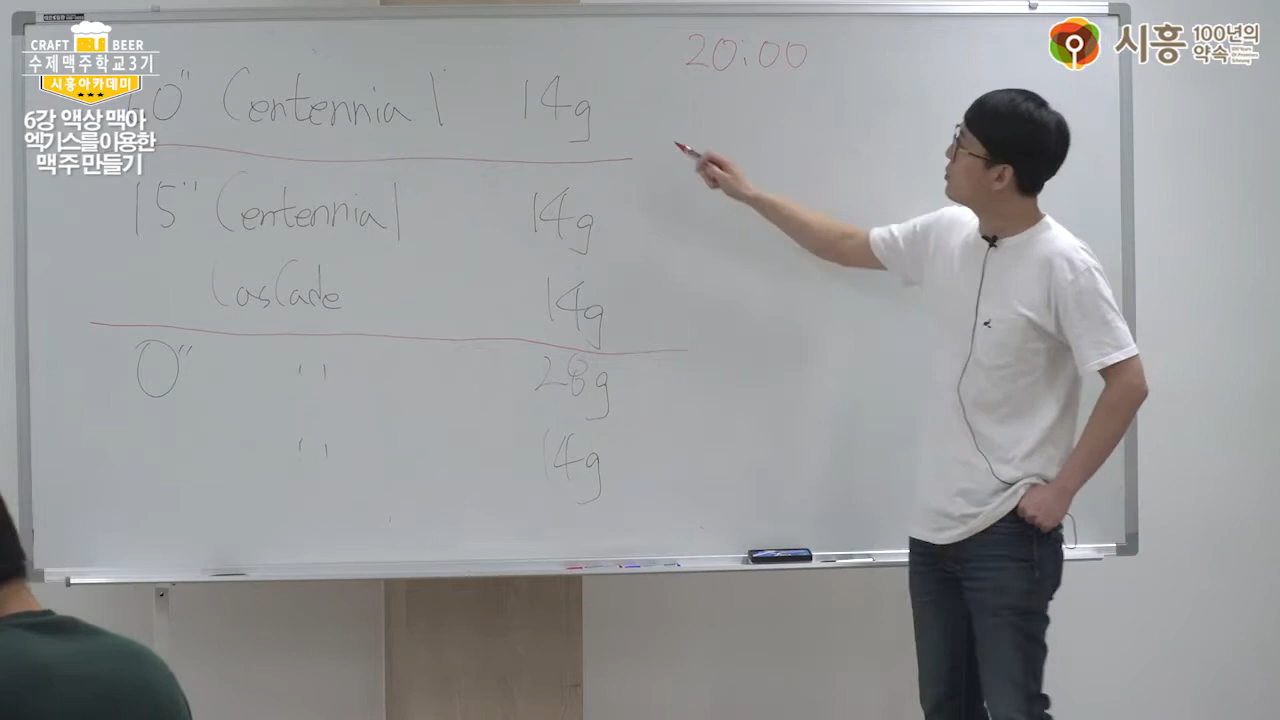 CRAFT BEER
수제맥주학교3기
시흥아카데미
6강 액상 맥아
엑기스를이용한
맥주 만들기
시흥 100년의 약속
20:00
0" Centennial 14g
15" Centennial 14g
Cascade 14g
0" '' 28g
'' 14g